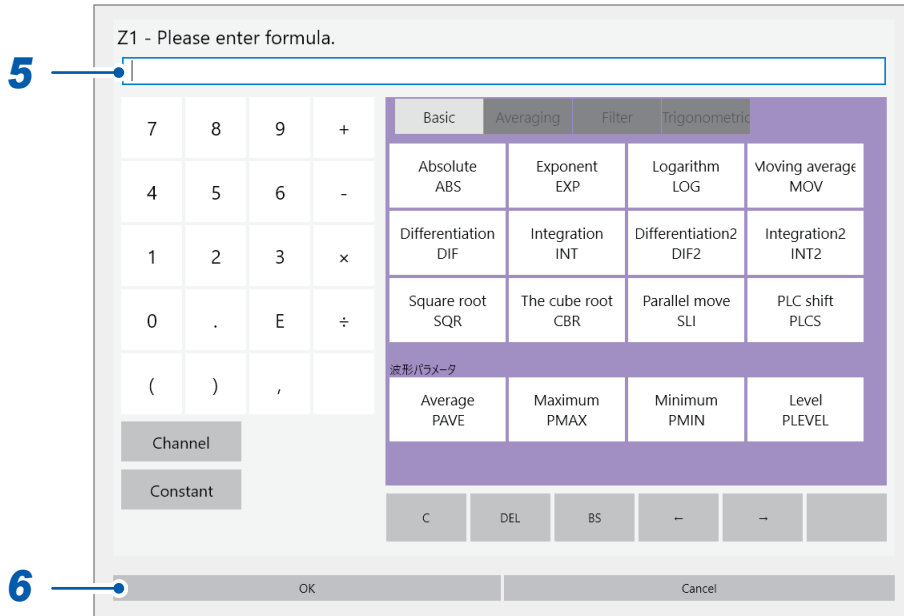 Z1 - Please enter formula.
5
7 8 9 +
4 5 6 -
1 2 3 ×
0 . E ÷
( ) ,
Channel
Constant
Basic Averaging Filter Trigonometric
Absolute Exponent Logarithm Moving average
ABS EXP LOG MOV
Differentiation Integration Differentiation2 Integration2
DIF INT DIF2 INT2
Square root The cube root Parallel move PLC shift
SQR CBR SLI PLCS
波形パラメータ
Average Maximum Minimum Level
PAVE PMAX PMIN PLEVEL
C DEL BS ← →
6
OK Cancel